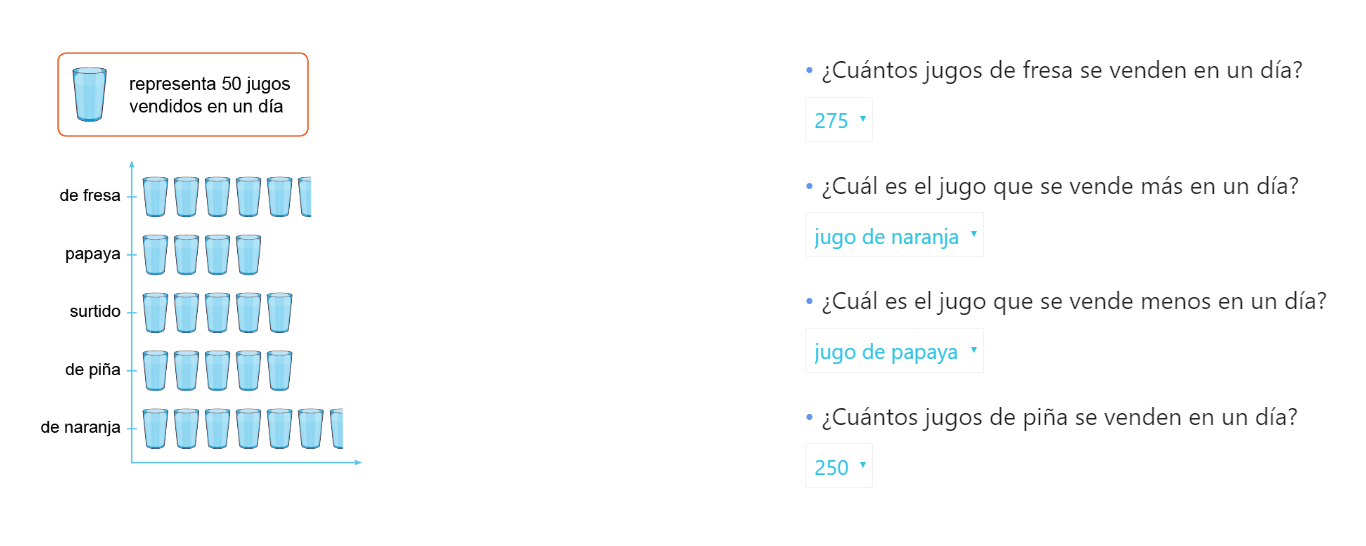 representa 50 jugos
vendidos en un día
de fresa
papaya
surtido
de piña
de naranja
• ¿Cuántos jugos de fresa se venden en un día?
275
• ¿Cuál es el jugo que se vende más en un día?
jugo de naranja
• ¿Cuál es el jugo que se vende menos en un día?
jugo de papaya
• ¿Cuántos jugos de piña se venden en un día?
250